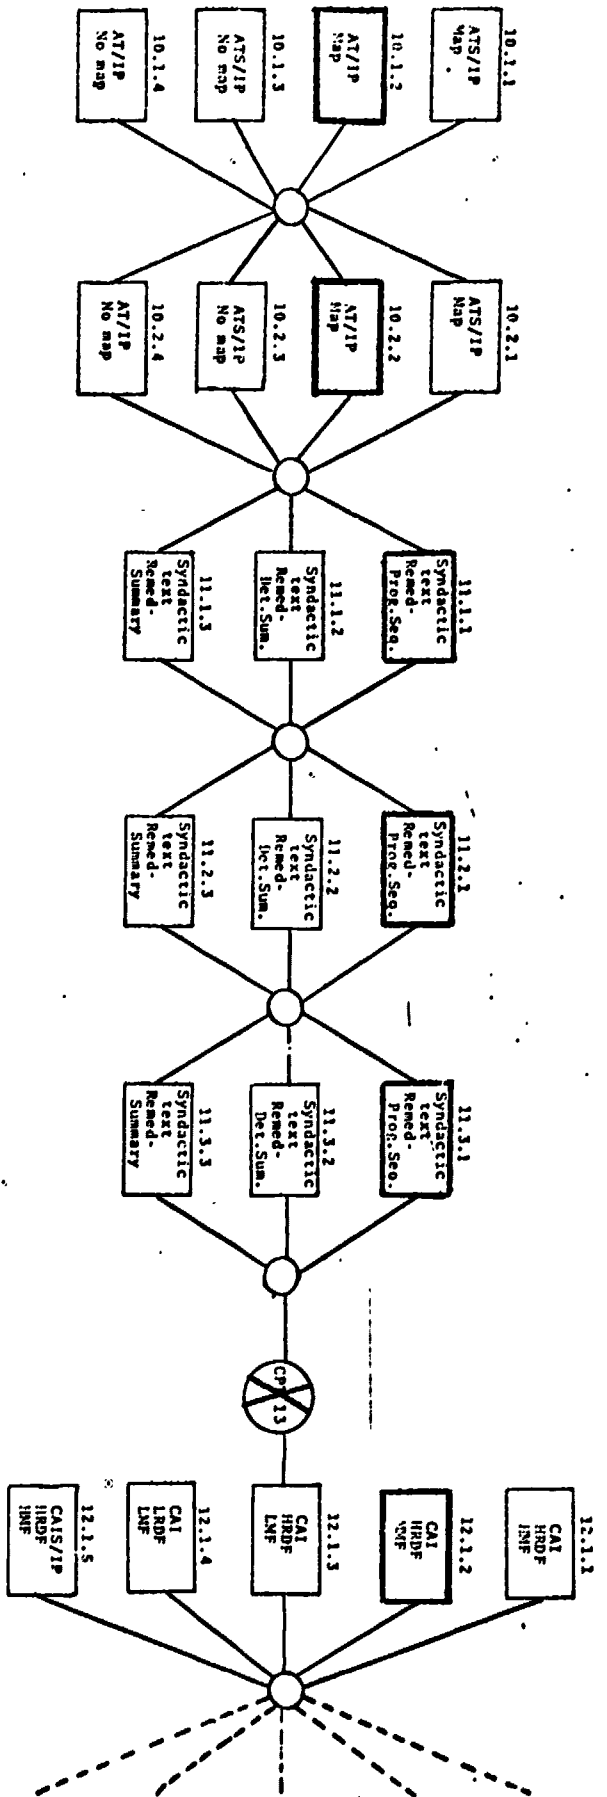 10.1.1
ATS/IP
Map
10.1.2
AT/IP
Map
10.1.3
ATS/IP
No map
10.1.4
AT/IP
No map
10.2.1
ATS/IP
Map
10.2.2
AT/IP
Map
10.2.3
ATS/IP
No map
10.2.4
AT/IP
No map
11.1.1
Syndactic
text
Remed-
Prog.Seq.
11.1.2
Syndactic
text
Remed-
Det.Sum.
11.1.3
Syndactic
text
Remed-
Summary
11.2.1
Syndactic
text
Remed-
Prog.Seq.
11.2.2
Syndactic
text
Remed-
Det.Sum.
11.2.3
Syndactic
text
Remed-
Summary
11.3.1
Syndactic
text
Remed-
Prog.Seq.
11.3.2
Syndactic
text
Remed-
Det.Sum.
11.3.3
Syndactic
text
Remed-
Summary
13
12.1.1
CAI
HRDF
HMF
12.1.2
CAI
HRDF
12.1.3
CAI
HRDF
LMF
12.1.4
CAI
LRDF
LMF
12.1.5
CAIS/IP
HRDF
HMF